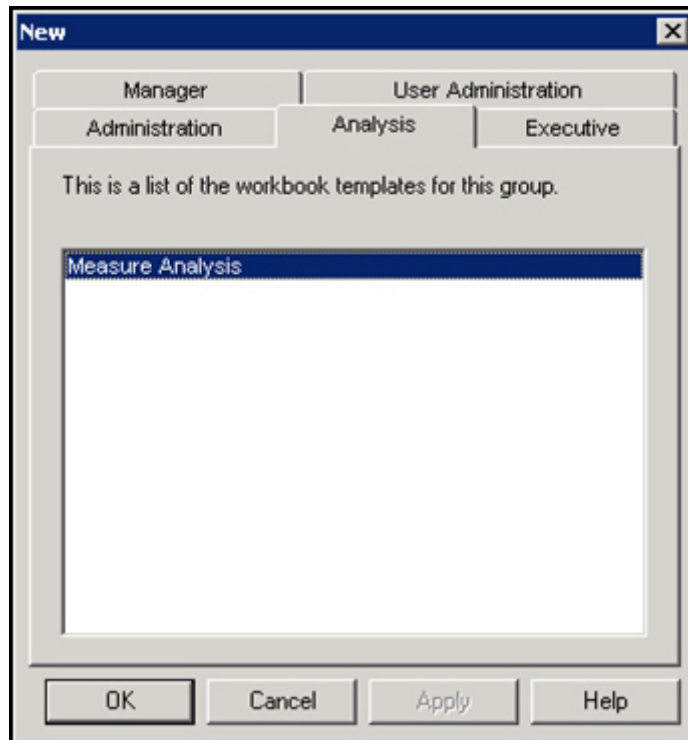 New
Manager User Administration
Administration Analysis Executive
This is a list of the workbook templates for this group.
Measure Analysis
OK Cancel Apply Help